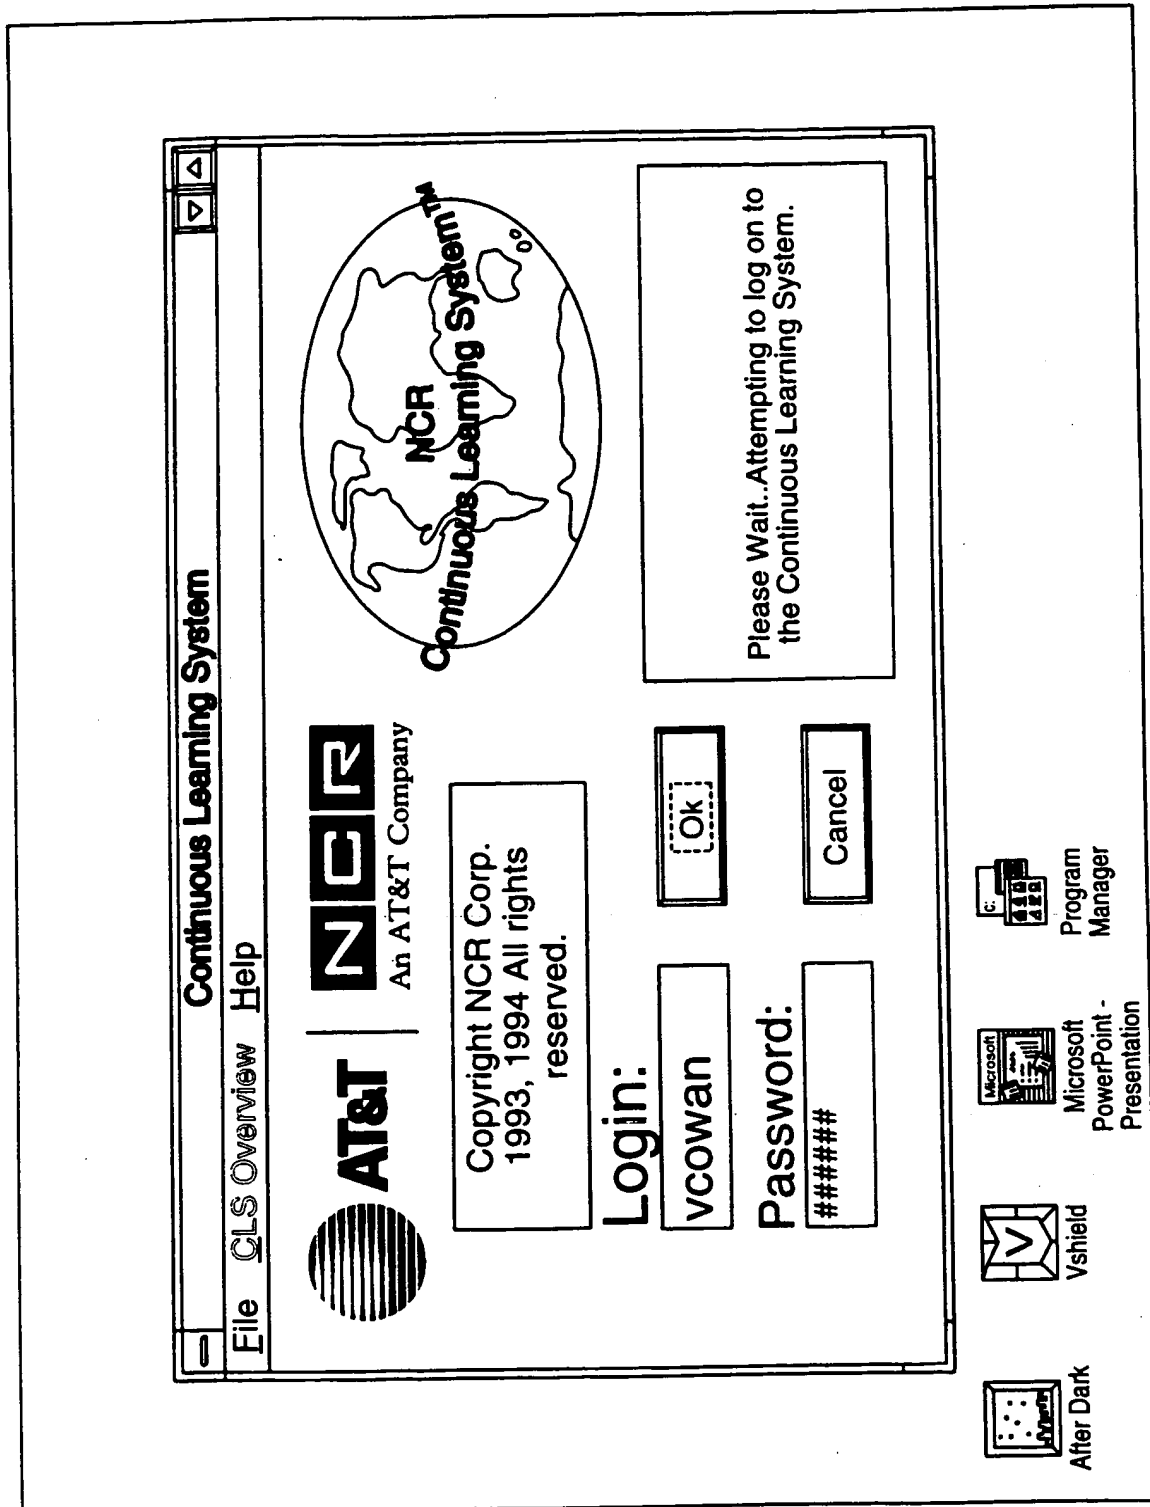 Continuous Learning System
File CLS Overview Help
AT&T
NCR
An AT&T Company
NCR
Continuous Learning System™
Copyright NCR Corp.
1993, 1994 All rights
reserved.
Login:
vcowan
Ok
Password:
######
Cancel
Please Wait..Attempting to log on to
the Continuous Learning System.
After Dark
V
Vshield
Microsoft
Microsoft
PowerPoint -
Presentation
c:
Program
Manager